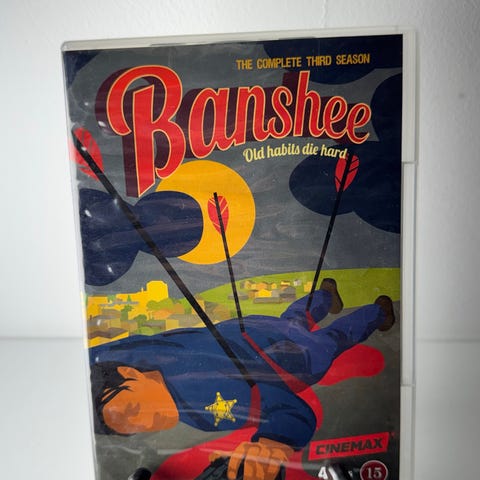 THE COMPLETE THIRD SEASON
Banshee
Old habits die hard
CINEMAX
15